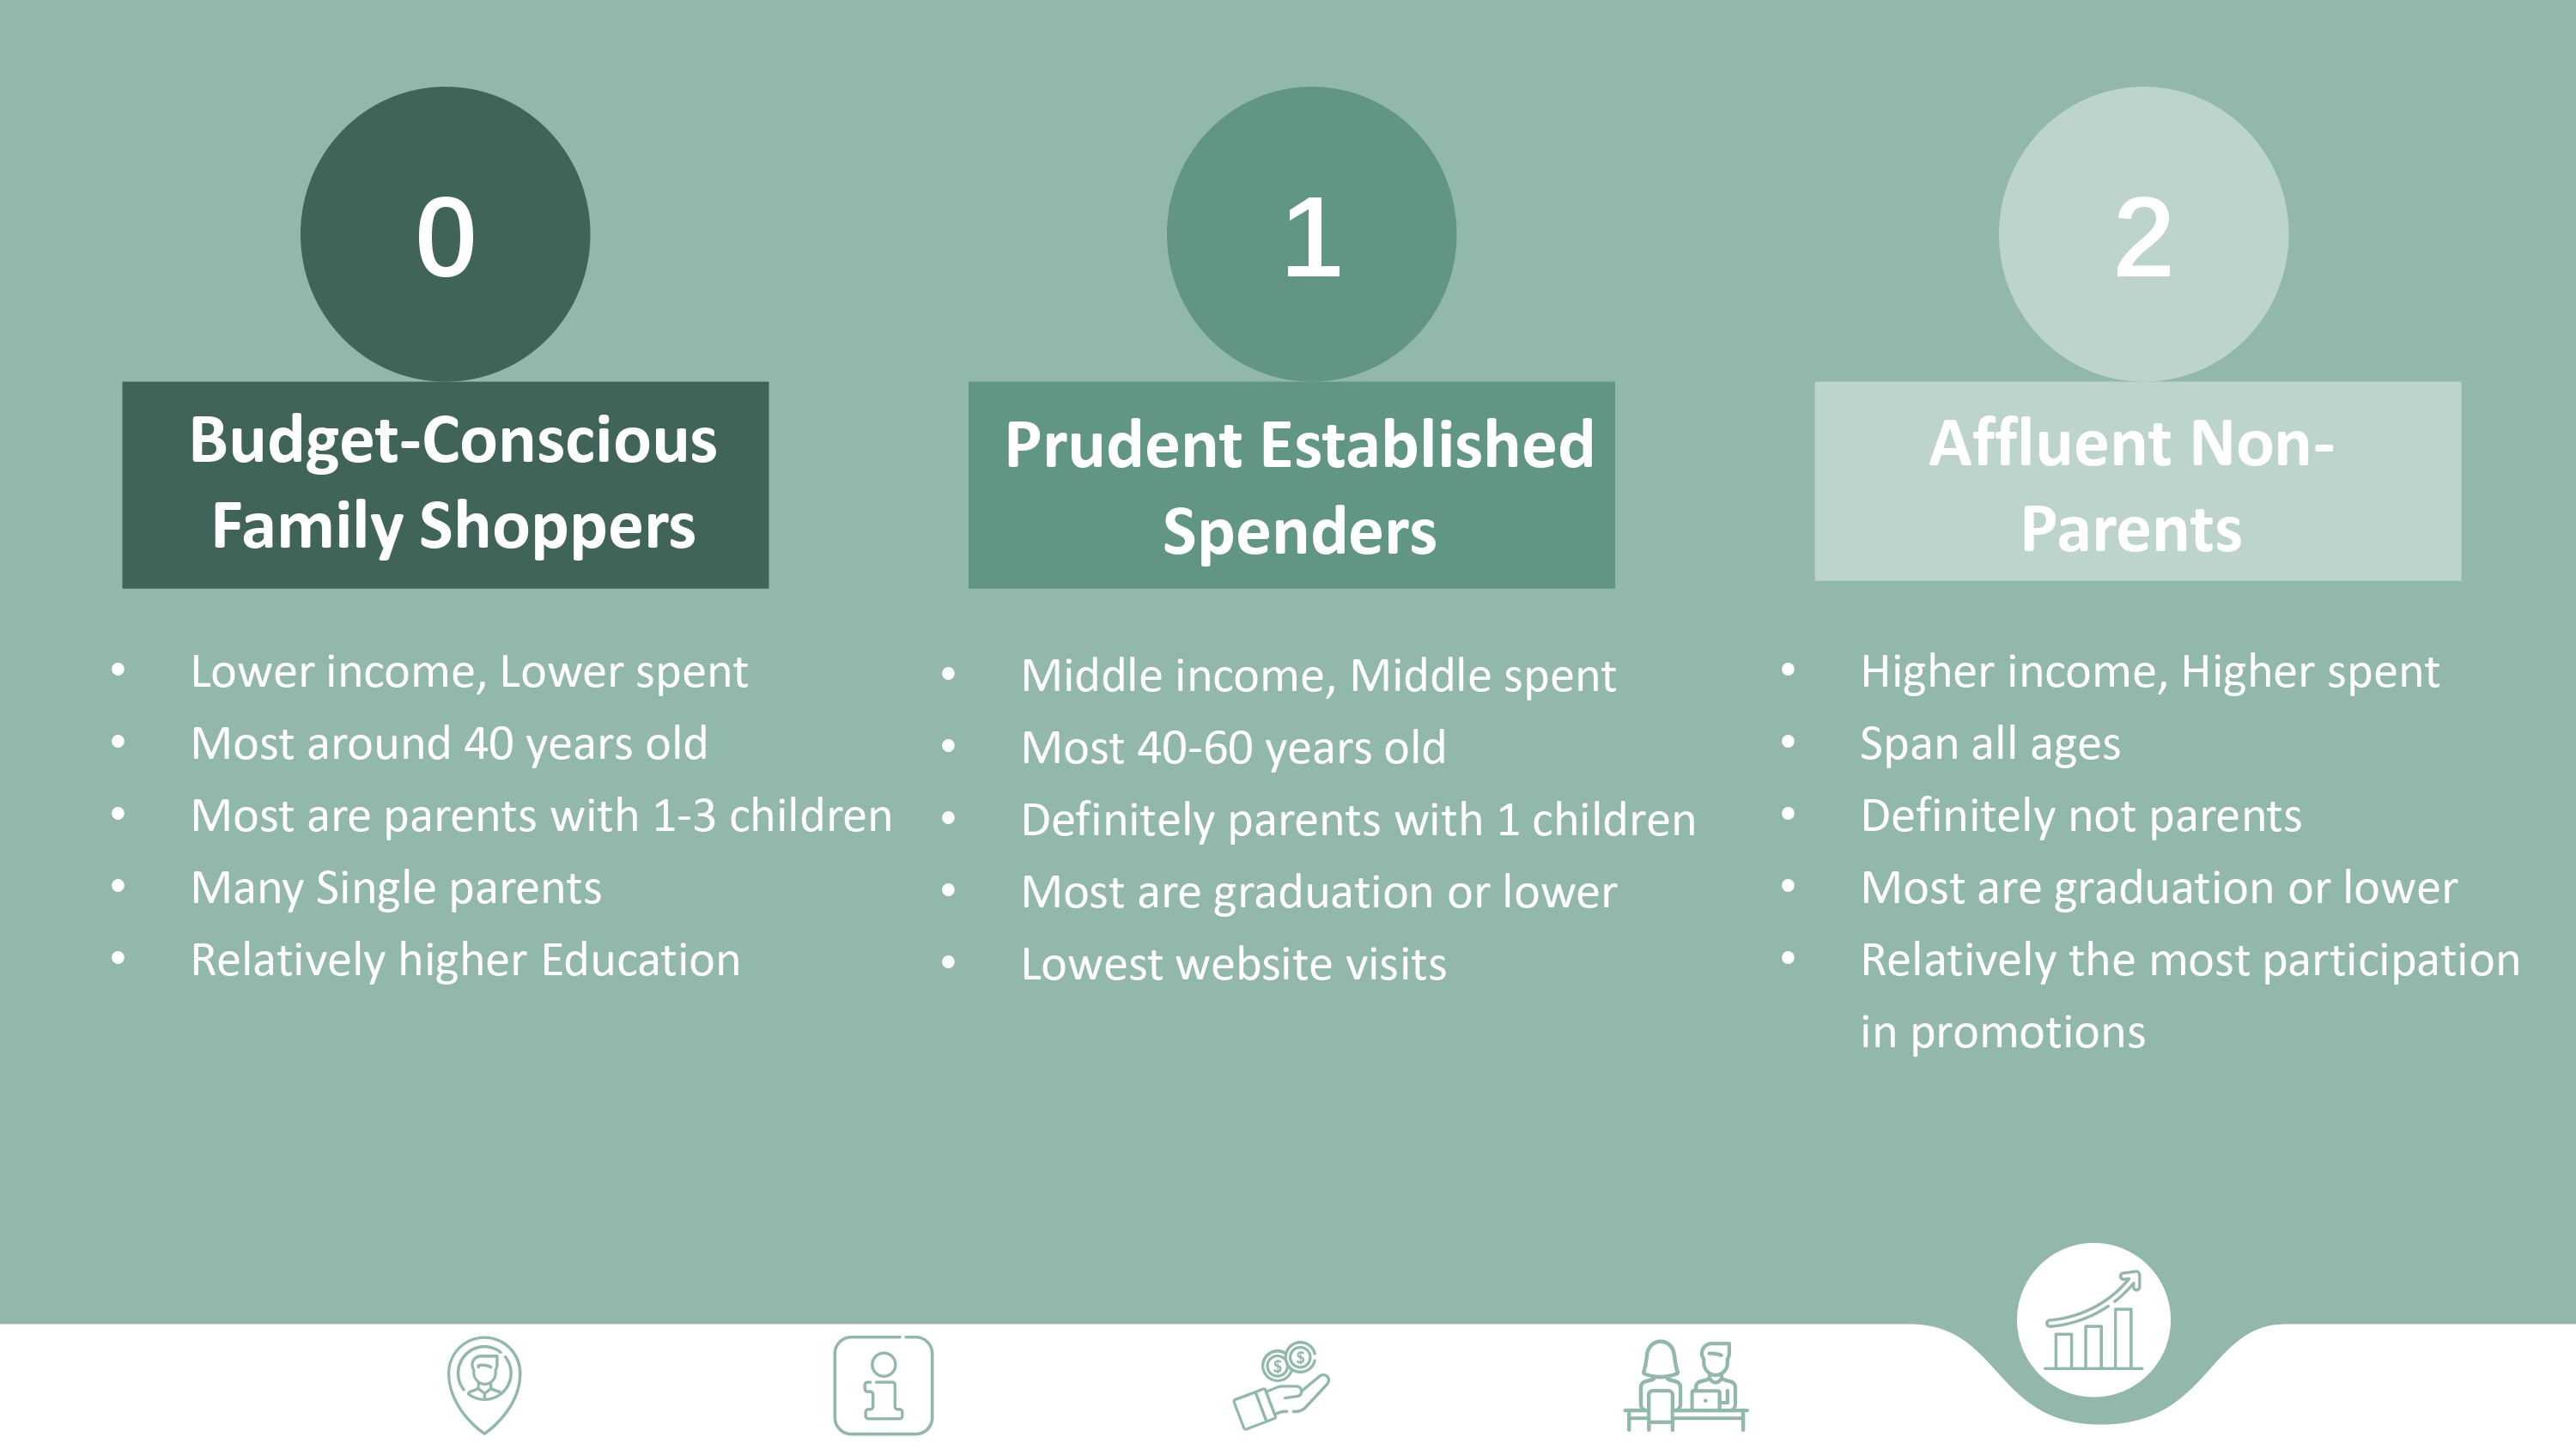 0
Budget-Conscious
Family Shoppers
• Lower income, Lower spent
• Most around 40 years old
• Most are parents with 1-3 children
• Many Single parents
• Relatively higher Education
1
Prudent Established
Spenders
• Middle income, Middle spent
• Most 40-60 years old
• Definitely parents with 1 children
• Most are graduation or lower
• Lowest website visits
2
Affluent Non-
Parents
• Higher income, Higher spent
• Span all ages
• Definitely not parents
• Most are graduation or lower
• Relatively the most participation
in promotions
$ $